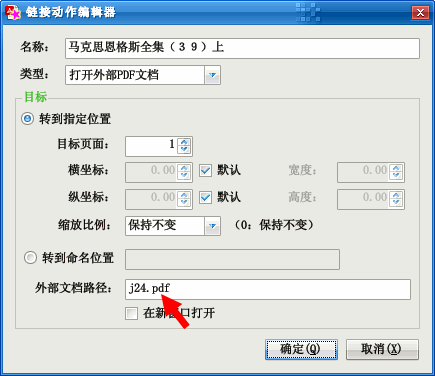 链接动作编辑器
名称： 马克思恩格斯全集（39）上
类型： 打开外部PDF文档
目标
转到指定位置
目标页面： 1
横坐标： 0.00 默认 宽度： 0.00
纵坐标： 0.00 默认 高度： 0.00
缩放比例： 保持不变 （0: 保持不变）
转到命名位置
外部文档路径： j24.pdf
在新窗口打开
确定(Q) 取消(X)